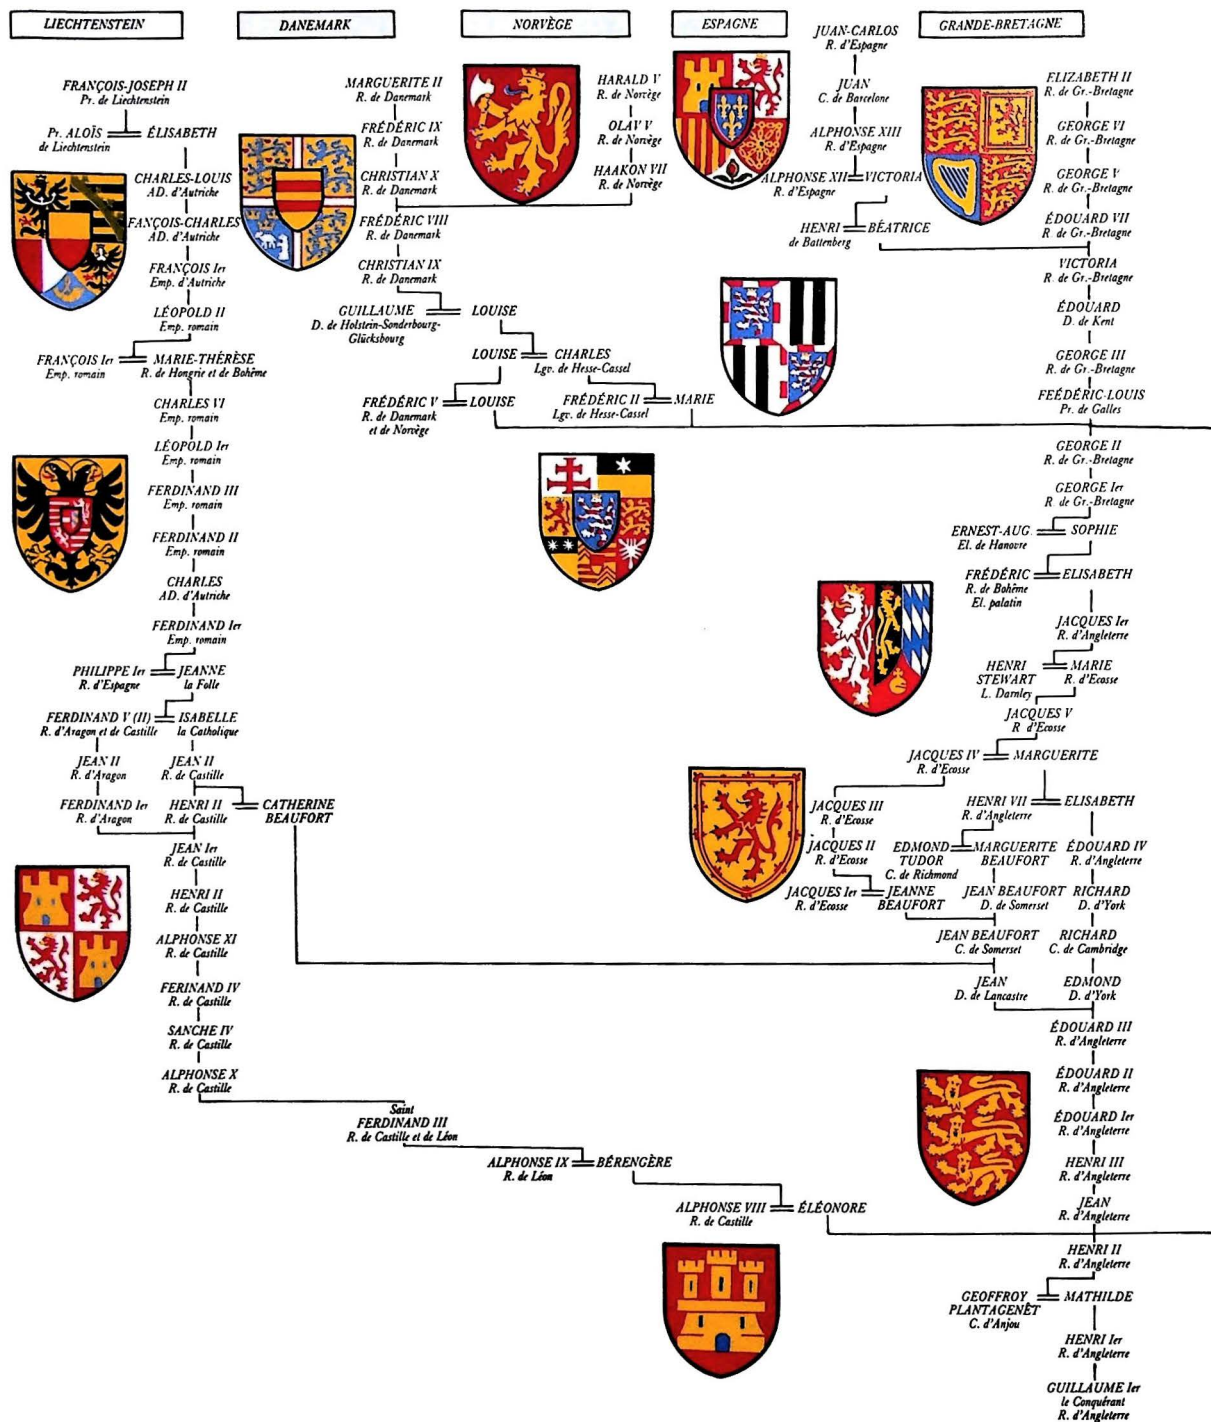 LIECHTENSTEIN
DANEMARK
NORVÈGE
ESPAGNE
GRANDE-BRETAGNE
FRANÇOIS-JOSEPH II
Pr. de Liechtenstein
Pr. ALOÏS
de Liechtenstein
ÉLISABETH
CHARLES-LOUIS
AD. d'Autriche
FANÇOIS-CHARLES
AD. d'Autriche
FRANÇOIS Ier
Emp. d'Autriche
LÉOPOLD II
Emp. romain
FRANÇOIS Ier
Emp. romain
MARIE-THÉRÈSE
R. de Hongrie et de Bohême
CHARLES VI
Emp. romain
LÉOPOLD Ier
Emp. romain
FERDINAND III
Emp. romain
FERDINAND II
Emp. romain
CHARLES
AD. d'Autriche
FERDINAND Ier
Emp. romain
PHILIPPE Ier
R. d'Espagne
JEANNE
la Folle
FERDINAND V (II)
R. d'Aragon et de Castille
ISABELLE
la Catholique
JEAN II
R. d'Aragon
JEAN II
R. de Castille
FERDINAND Ier
R. d'Aragon
HENRI II
R. de Castille
CATHERINE
BEAUFORT
JEAN Ier
R. de Castille
HENRI II
R. de Castille
ALPHONSE XI
R. de Castille
FERINAND IV
R. de Castille
SANCHE IV
R. de Castille
ALPHONSE X
R. de Castille
Saint
FERDINAND III
R. de Castille et de Léon
ALPHONSE IX
R. de Léon
BÉRENGÈRE
ALPHONSE VIII
R. de Castille
ÉLÉONORE
MARGUERITE II
R. de Danemark
FRÉDÉRIC IX
R. de Danemark
CHRISTIAN X
R. de Danemark
FRÉDÉRIC VIII
R. de Danemark
CHRISTIAN IX
R. de Danemark
GUILLAUME
D. de Holstein-Sonderbourg-
Glücksbourg
LOUISE
LOUISE
CHARLES
Lgv. de Hesse-Cassel
FRÉDÉRIC V
R. de Danemark
et de Norvège
LOUISE
FRÉDÉRIC II
Lgv. de Hesse-Cassel
MARIE
HARALD V
R. de Norvège
OLAV V
R. de Norvège
HAAKON VII
R. de Norvège
JUAN-CARLOS
R. d'Espagne
JUAN
C. de Barcelone
ALPHONSE XIII
R. d'Espagne
ALPHONSE XII
R. d'Espagne
VICTORIA
HENRI
de Battenberg
BÉATRICE
ELIZABETH II
R. de Gr.-Bretagne
GEORGE VI
R. de Gr.-Bretagne
GEORGE V
R. de Gr.-Bretagne
ÉDOUARD VII
R. de Gr.-Bretagne
VICTORIA
R. de Gr.-Bretagne
ÉDOUARD
D. de Kent
GEORGE III
R. de Gr.-Bretagne
FEÉDÉRIC-LOUIS
Pr. de Galles
GEORGE II
R. de Gr.-Bretagne
GEORGE Ier
R de Gr.-Bretagne
ERNEST-AUG.
El. de Hanovre
SOPHIE
FRÉDÉRIC
R. de Bohême
El. palatin
ELISABETH
JACQUES Ier
R. d'Angleterre
HENRI
STEWART
L. Darnley
MARIE
R. d'Ecosse
JACQUES V
R d'Ecosse
JACQUES IV
R. d'Ecosse
MARGUERITE
JACQUES III
R. d'Ecosse
HENRI VII
R. d'Angleterre
ELISABETH
JACQUES II
R. d'Ecosse
EDMOND
TUDOR
C. de Richmond
MARGUERITE
BEAUFORT
ÉDOUARD IV
R. d'Angleterre
JACQUES Ier
R. d'Ecosse
JEANNE
BEAUFORT
JEAN BEAUFORT
D. de Somerset
RICHARD
D. d'York
JEAN BEAUFORT
C. de Somerset
RICHARD
C. de Cambridge
JEAN
D. de Lancastre
EDMOND
D. d'York
ÉDOUARD III
R. d'Angleterre
ÉDOUARD II
R. d'Angleterre
ÉDOUARD Ier
R. d'Angleterre
HENRI III
R. d'Angleterre
JEAN
R. d'Angleterre
HENRI II
R. d'Angleterre
GEOFFROY
PLANTAGENÊT
C. d'Anjou
MATHILDE
HENRI Ier
R. d'Angleterre
GUILLAUME Ier
le Conquérant
R. d'Angleterre